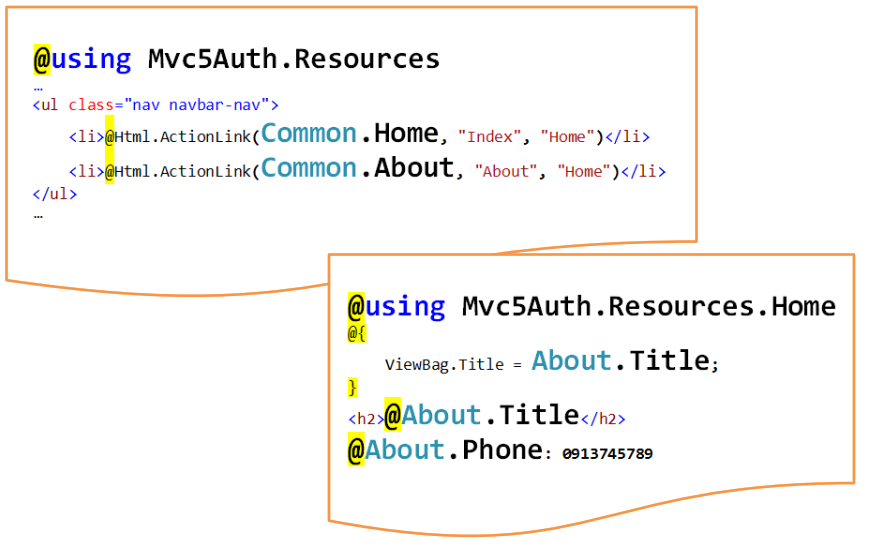 @using Mvc5Auth.Resources
…
<ul class="nav navbar-nav">
<li>@Html.ActionLink(Common.Home, "Index", "Home")</li>
<li>@Html.ActionLink(Common.About, "About", "Home")</li>
</ul>
…
@using Mvc5Auth.Resources.Home
@{
ViewBag.Title = About.Title;
}
<h2>@About.Title</h2>
@About.Phone: 0913745789